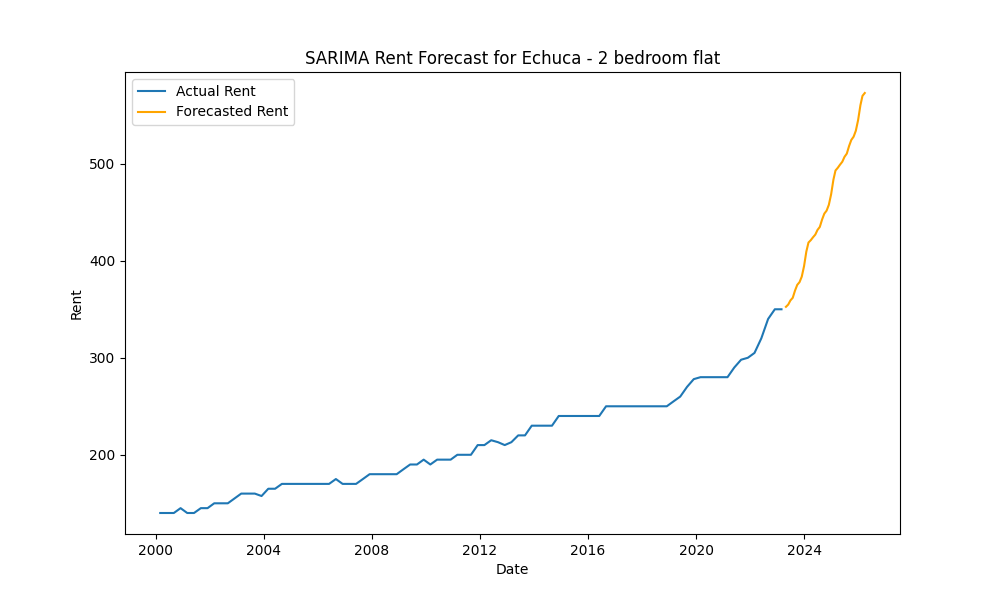 SARIMA Rent Forecast for Echuca - 2 bedroom flat
Actual Rent
Forecasted Rent
500
400
300
200
Rent
2000
2004
2008
2012
2016
2020
2024
Date